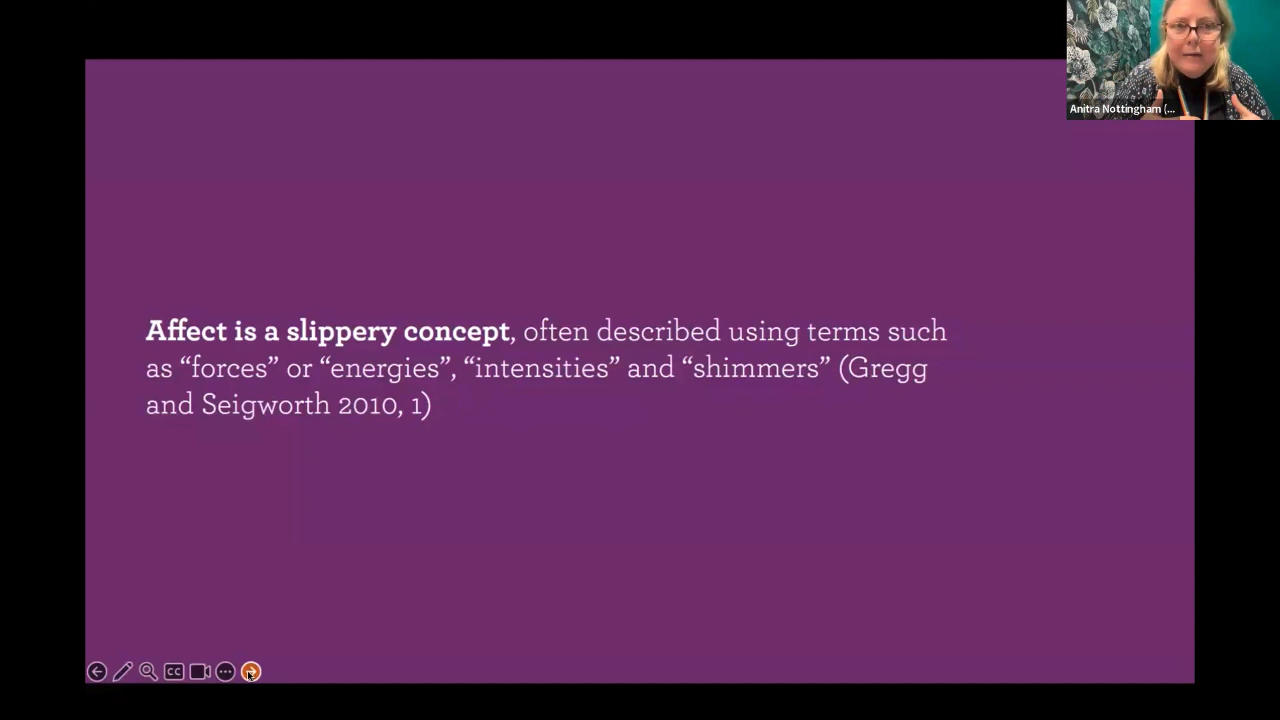 Anitra Nottingham (...
Affect is a slippery concept, often described using terms such
as “forces” or “energies”, “intensities” and “shimmers” (Gregg
and Seigworth 2010, 1)
CC